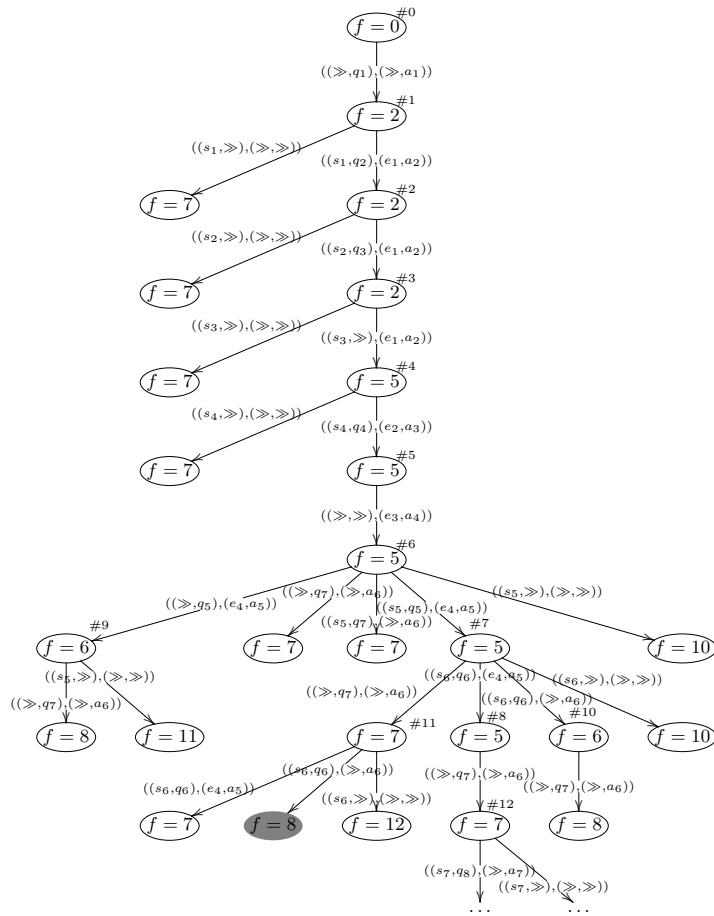 #0
f = 0
((≫,q₁),(≫,a₁))
#1
f = 2
((s₁,≫),(≫,≫))
((s₁,q₂),(e₁,a₂))
#2
f = 7
f = 2
((s₂,≫),(≫,≫))
((s₂,q₃),(e₁,a₂))
#3
f = 7
f = 2
((s₃,≫),(≫,≫))
((s₃,≫),(e₁,a₂))
#4
f = 7
f = 5
((s₄,≫),(≫,≫))
((s₄,q₄),(e₂,a₃))
#5
f = 7
f = 5
((≫,≫),(e₃,a₄))
#6
f = 5
((≫,q₅),(e₄,a₅))
((≫,q₇),(≫,a₆))
((s₅,q₇),(≫,a₆))
((s₅,q₅),(e₄,a₅))
((s₅,≫),(≫,≫))
#9
#7
f = 6
f = 7
f = 7
f = 5
f = 10
((≫,q₇),(≫,a₆))
((s₅,≫),(≫,≫))
((≫,q₇),(≫,a₆))
((s₆,q₆),(e₄,a₅))
((s₆,q₆),(≫,a₆))
((s₆,≫),(≫,≫))
#11
#8
#10
f = 8
f = 11
f = 7
f = 5
f = 6
f = 10
((s₆,q₆),(e₄,a₅))
((s₆,q₆),(≫,a₆))
((s₆,≫),(≫,≫))
((≫,q₇),(≫,a₆))
((≫,q₇),(≫,a₆))
#12
f = 7
f = 8
f = 12
f = 7
f = 8
((s₇,q₈),(≫,a₇))
((s₇,≫),(≫,≫))
...
...